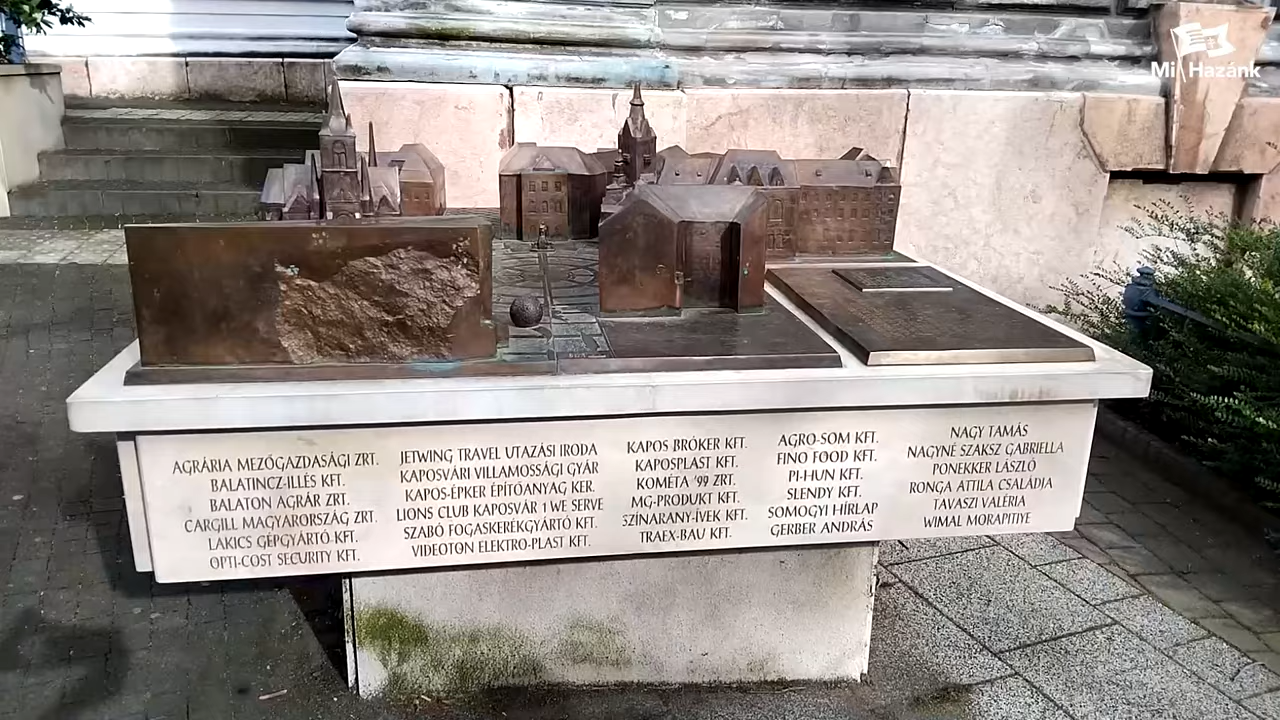 Mi Hazánk
AGRÁRIA MEZŐGAZDASÁGI ZRT.
BALATINCZ-ILLÉS KFT.
BALATON AGRÁR ZRT.
CARGILL MAGYARORSZÁG ZRT.
LAKICS GÉPGYÁRTÓ KFT.
OPTI-COST SECURITY KFT.
JETWING TRAVEL UTAZÁSI IRODA
KAPOSVÁRI VILLAMOSSÁGI GYÁR
KAPOS-ÉPKER ÉPÍTŐANYAG KER.
LIONS CLUB KAPOSVÁR 1 WE SERVE
SZABÓ FOGASKERÉKGYÁRTÓ KFT.
VIDEOTON ELEKTRO-PLAST KFT.
KAPOS BRÓKER KFT.
KAPOSPLAST KFT.
KOMÉTA '99 ZRT.
MG-PRODUKT KFT.
SZÍNARANY-ÍVEK KFT.
TRAEX-BAU KFT.
AGRO-SOM KFT.
FINO FOOD KFT.
PI-HUN KFT.
SLENDY KFT.
SOMOGYI HÍRLAP
GERBER ANDRÁS
NAGY TAMÁS
NAGYNÉ SZAKSZ GABRIELLA
PONEKKER LÁSZLÓ
RONGA ATTILA CSALÁDJA
TAVASZI VALÉRIA
WIMAL MORAPITIYE